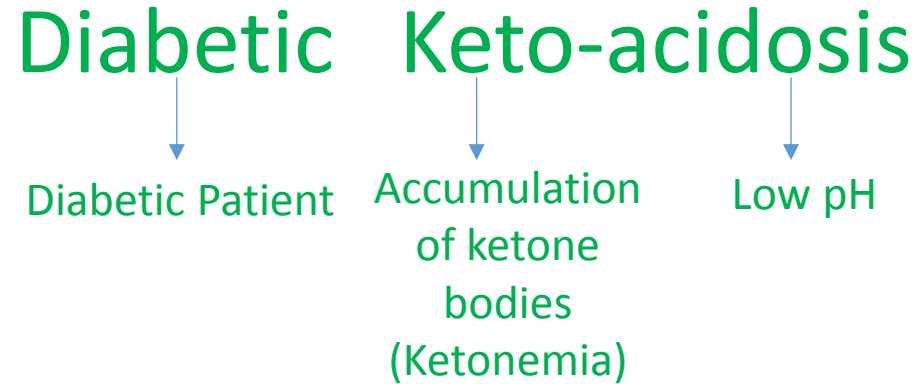 Diabetic Keto-acidosis
Diabetic Patient
Accumulation
of ketone
bodies
(Ketonemia)
Low pH